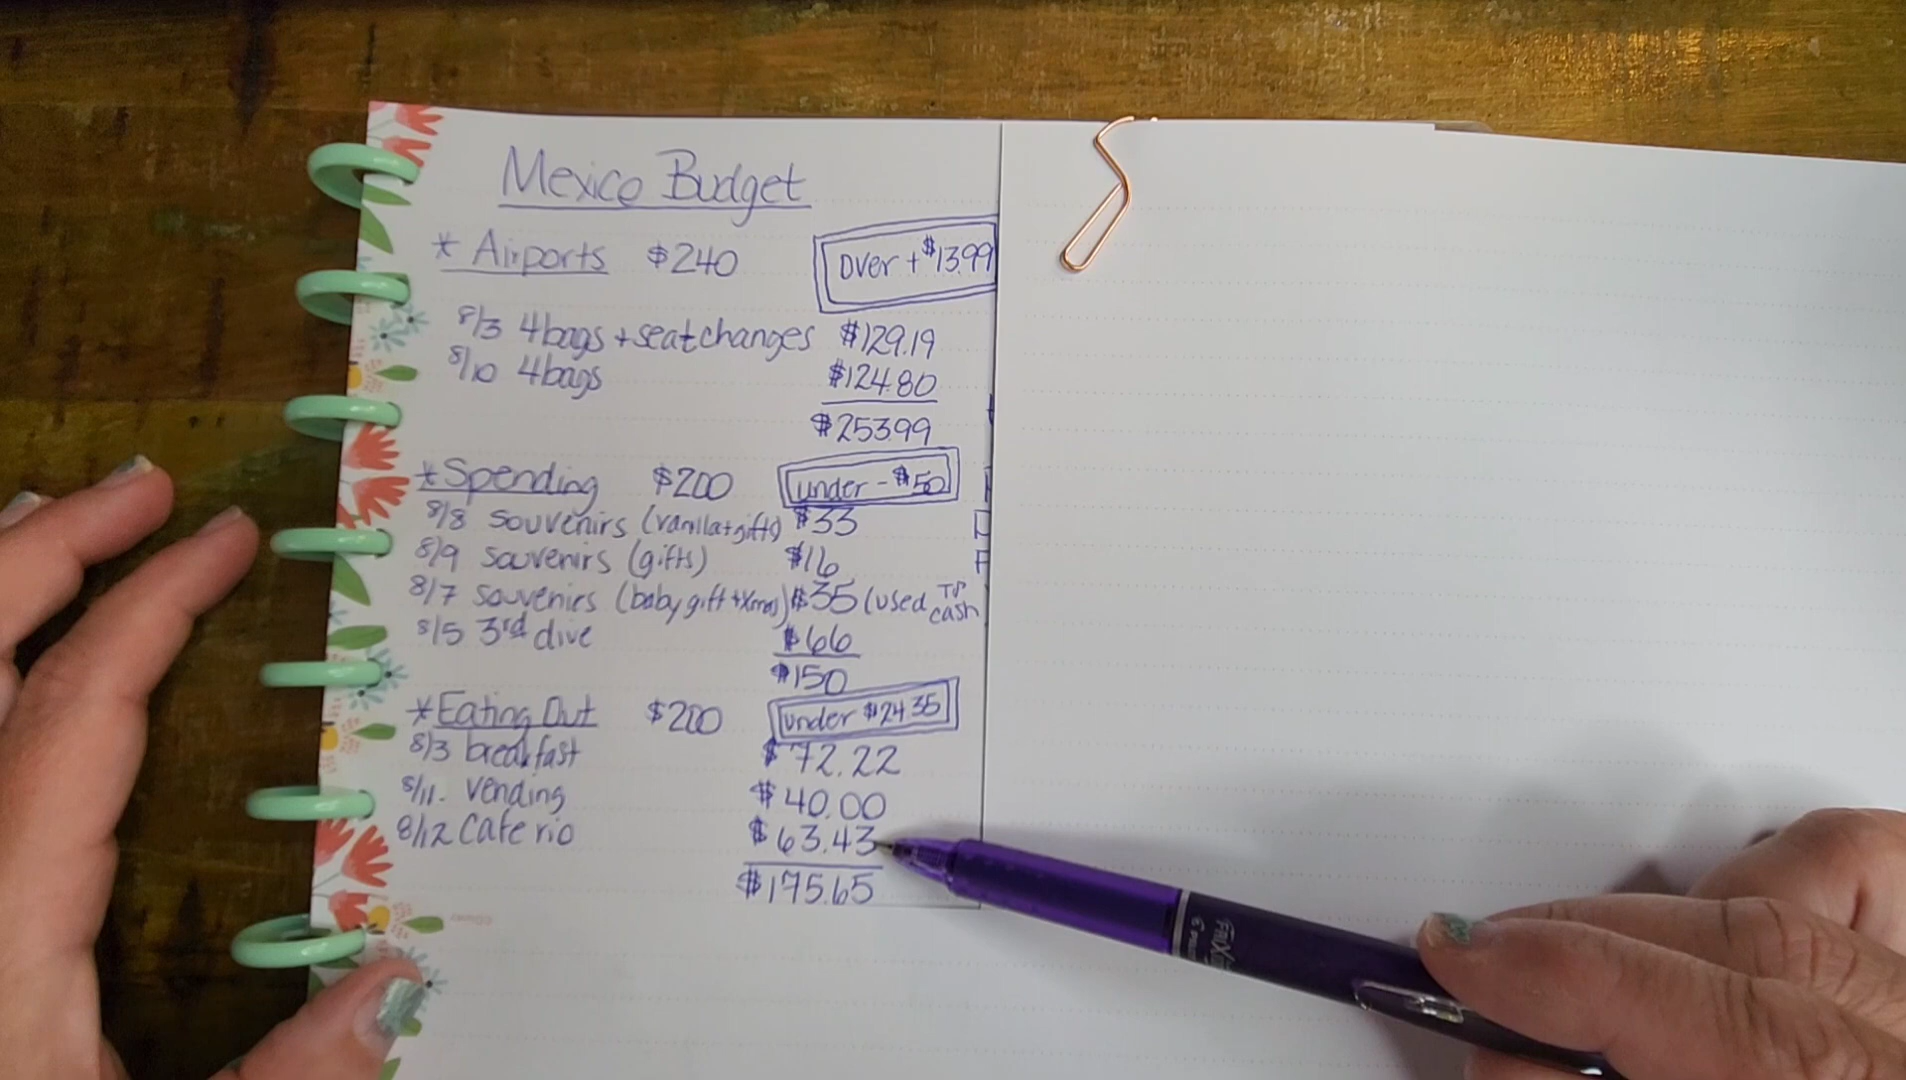 Mexico Budget
* Airports $240 Over +$13.99
8/3 4 bags + seat changes $129.19
8/10 4 bags $124.80
$253.99
* Spending $200 under - $50
8/8 souvenirs (vanilla+gifts) $33
8/9 souvenirs (gifts) $16
8/7 souvenirs (baby gift+Xmas) $35 (used TP cash
8/5 3rd dive $66
$150
* Eating Out $200 under $24.35
8/3 breakfast $72.22
8/11. vending $40.00
8/12 Cafe rio $63.43
$175.65
FRIXION